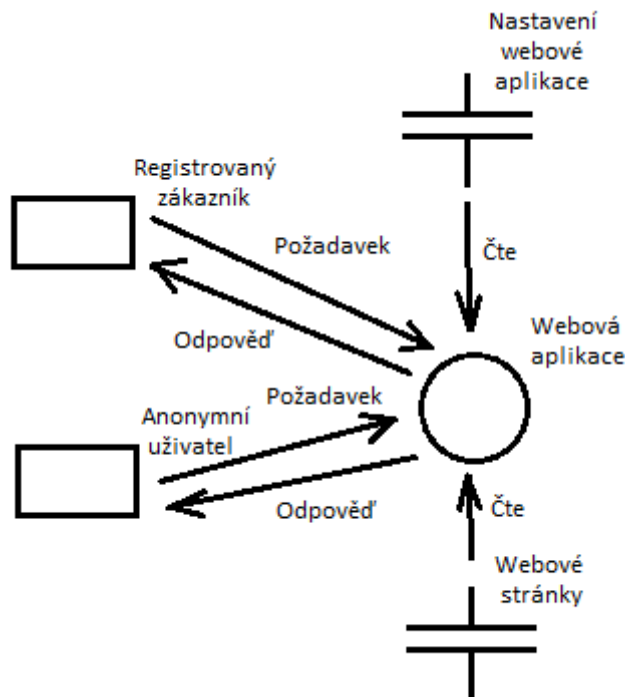 Nastavení
webové
aplikace
Registrovaný
zákazník
Požadavek
Čte
Odpověď
Webová
aplikace
Požadavek
Anonymní
uživatel
Odpověď
Čte
Webové
stránky